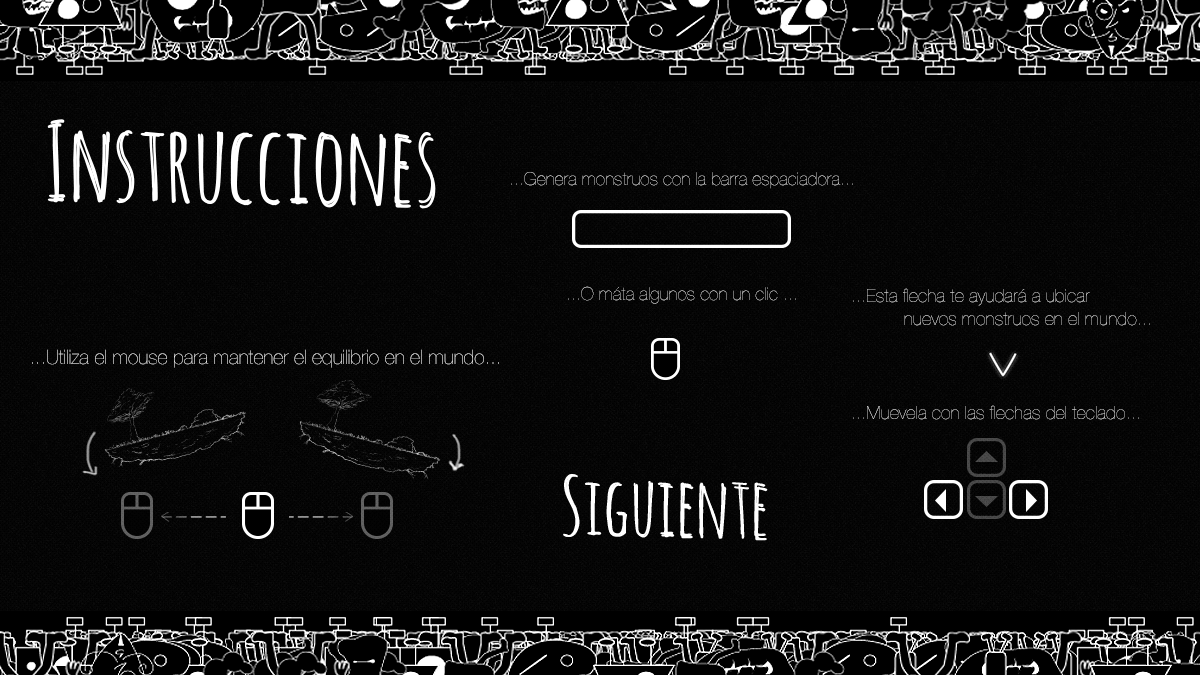 Instrucciones
...Genera monstruos con la barra espaciadora...
...O máta algunos con un clic ...
...Esta flecha te ayudará a ubicar
nuevos monstruos en el mundo...
...Utiliza el mouse para mantener el equilibrio en el mundo...
...Muevela con las flechas del teclado...
Siguiente